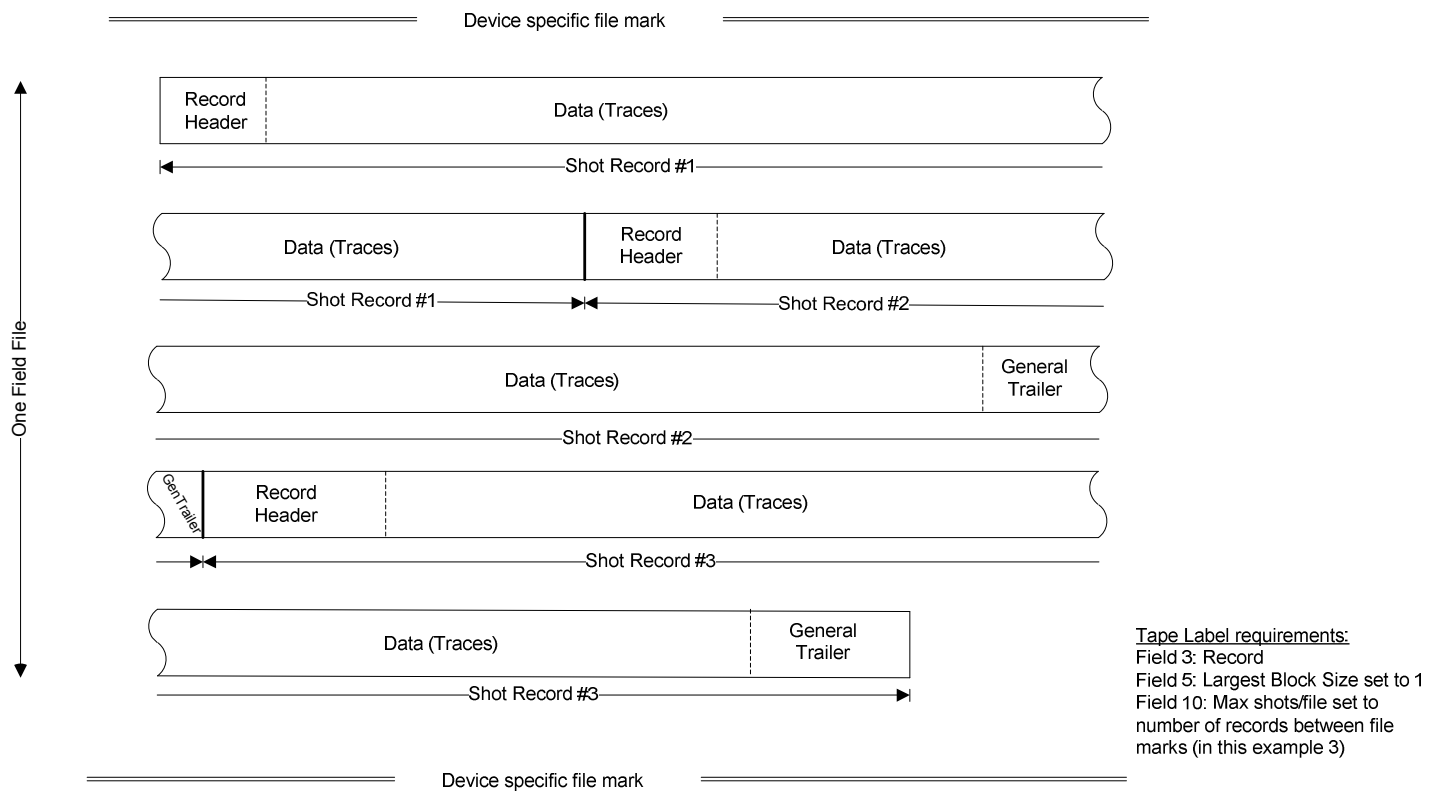 Device specific file mark
Record
Header
Data (Traces)
Shot Record #1
Data (Traces)
Record
Header
Data (Traces)
Shot Record #1
Shot Record #2
One Field File
Data (Traces)
General
Trailer
Shot Record #2
GenTrailer
Record
Header
Data (Traces)
Shot Record #3
Data (Traces)
General
Trailer
Shot Record #3
Tape Label requirements:
Field 3: Record
Field 5: Largest Block Size set to 1
Field 10: Max shots/file set to
number of records between file
marks (in this example 3)
Device specific file mark